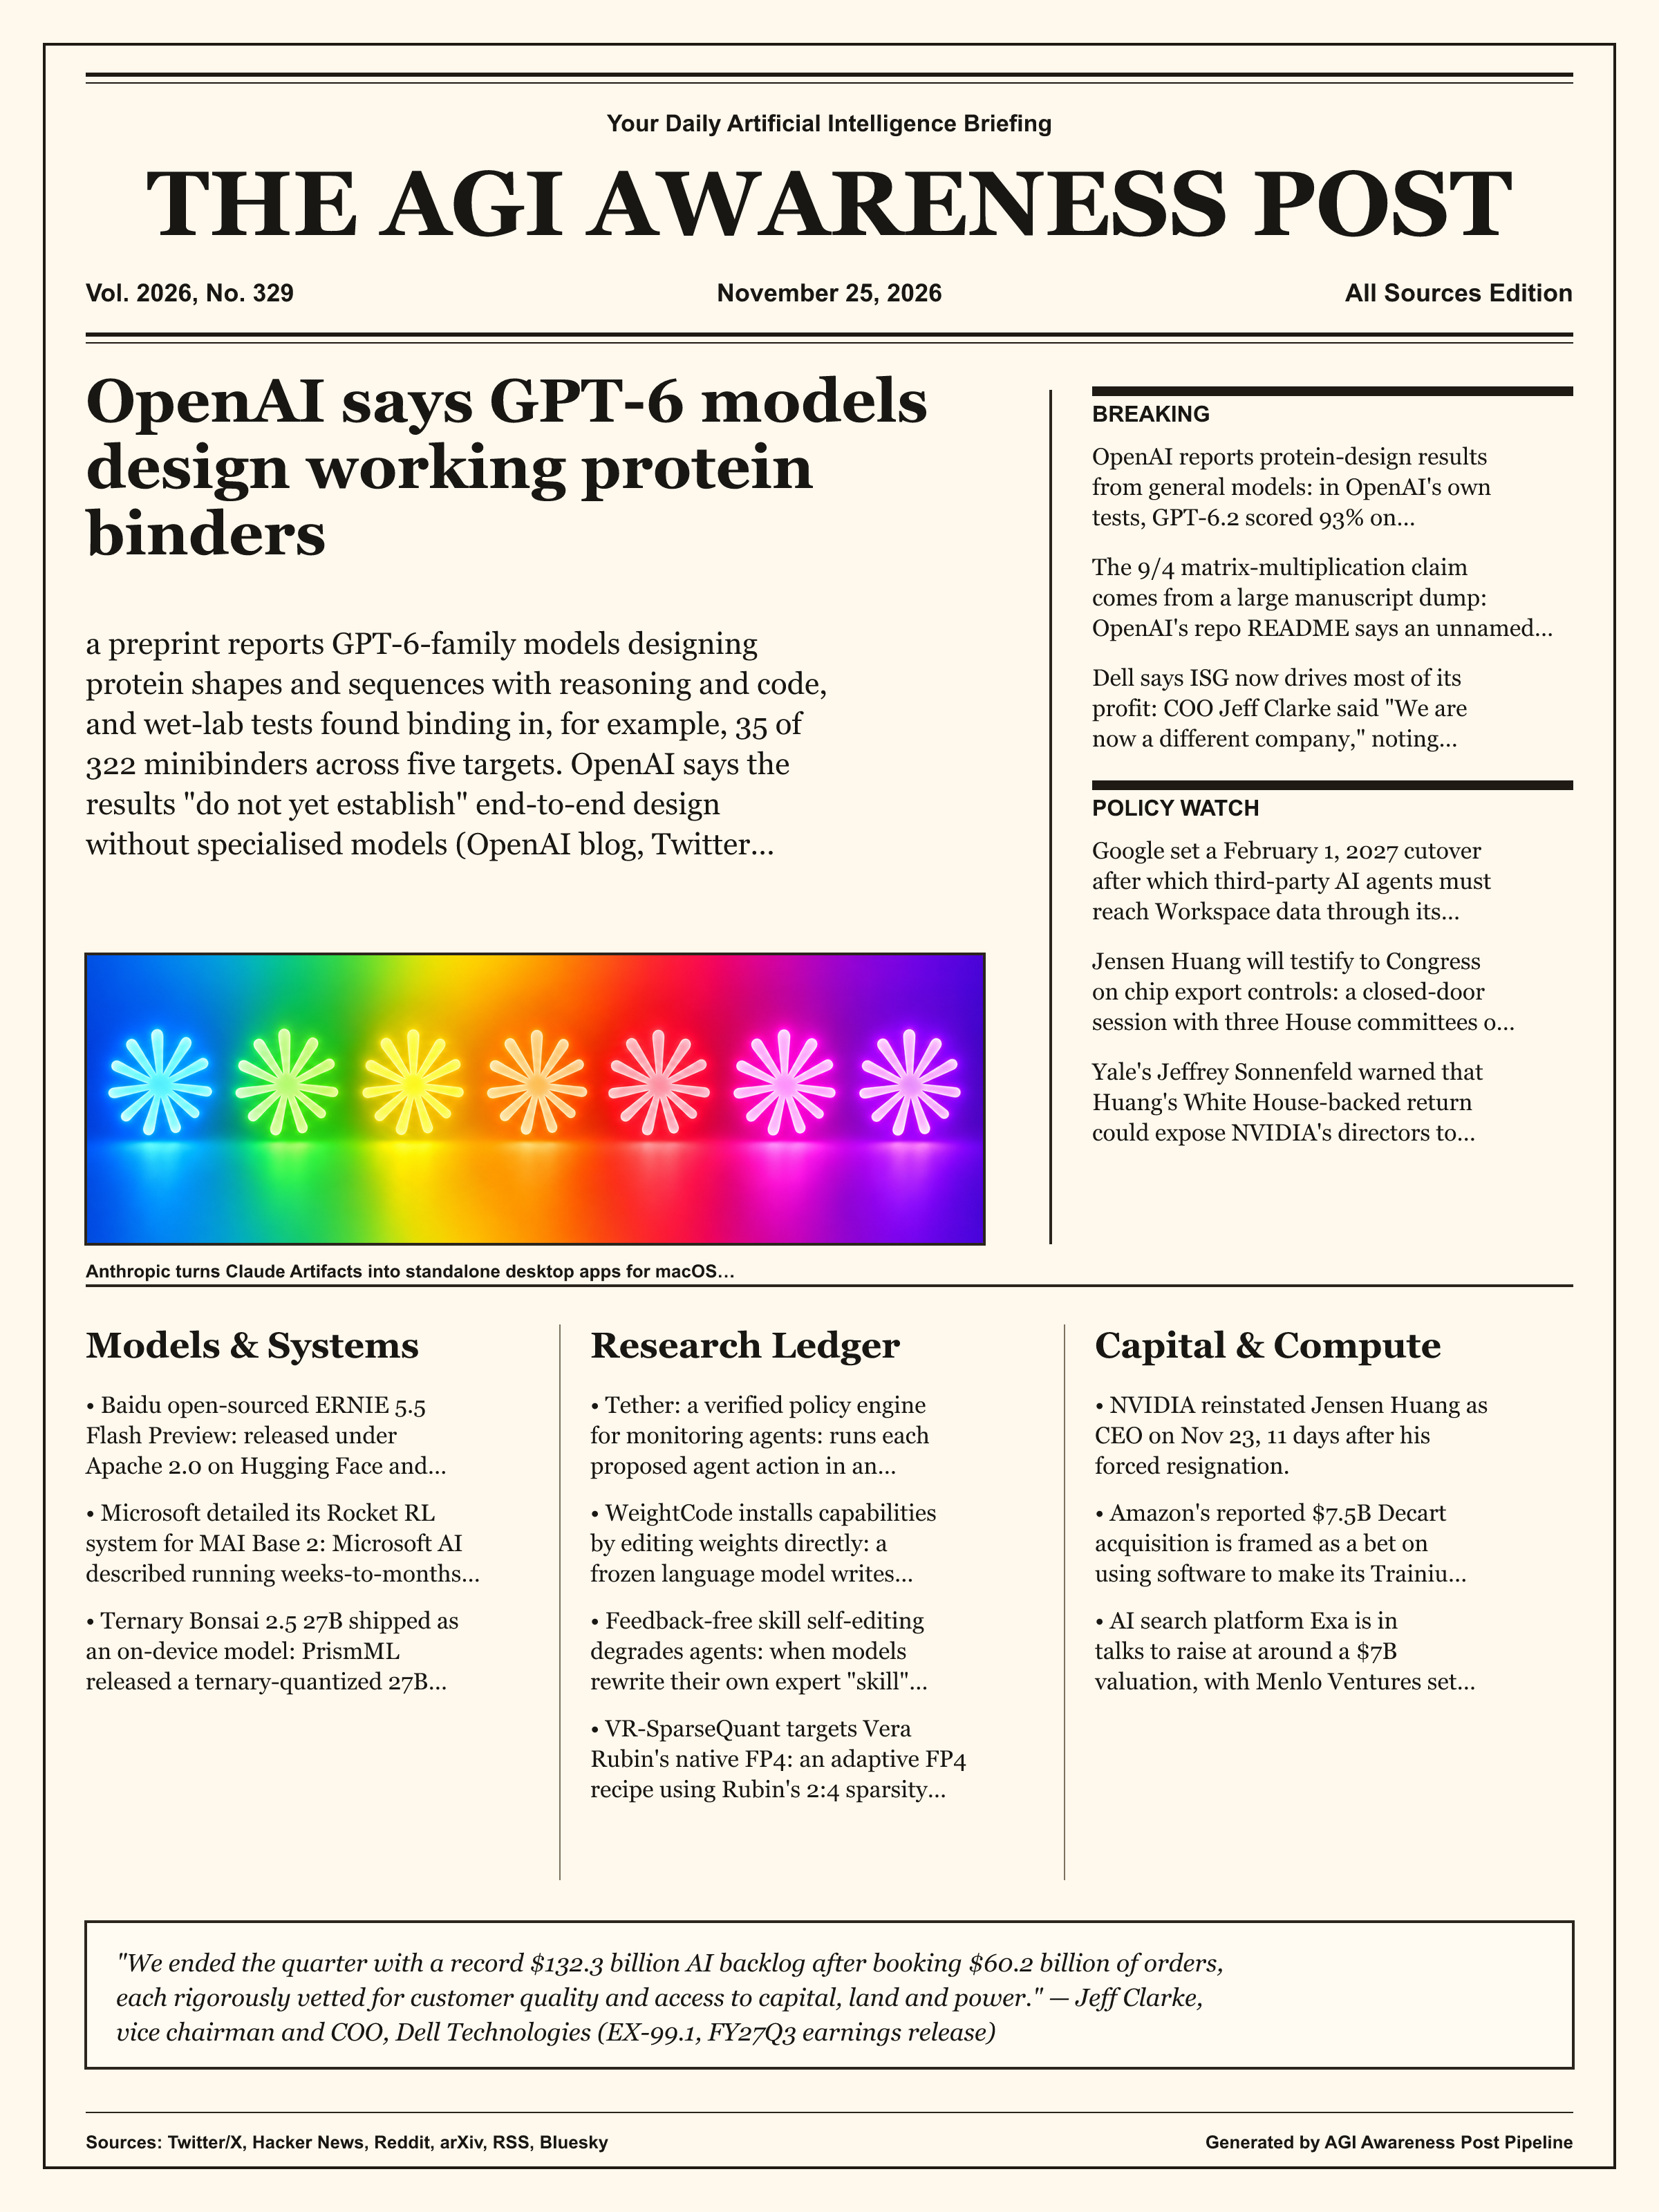 Your Daily Artificial Intelligence Briefing
THE AGI AWARENESS POST
Vol. 2026, No. 329
November 25, 2026
All Sources Edition
OpenAI says GPT-6 models
design working protein
binders
a preprint reports GPT-6-family models designing
protein shapes and sequences with reasoning and code,
and wet-lab tests found binding in, for example, 35 of
322 minibinders across five targets. OpenAI says the
results "do not yet establish" end-to-end design
without specialised models (OpenAI blog, Twitter...
Anthropic turns Claude Artifacts into standalone desktop apps for macOS...
BREAKING
OpenAI reports protein-design results
from general models: in OpenAI's own
tests, GPT-6.2 scored 93% on...
The 9/4 matrix-multiplication claim
comes from a large manuscript dump:
OpenAI's repo README says an unnamed...
Dell says ISG now drives most of its
profit: COO Jeff Clarke said "We are
now a different company," noting...
POLICY WATCH
Google set a February 1, 2027 cutover
after which third-party AI agents must
reach Workspace data through its...
Jensen Huang will testify to Congress
on chip export controls: a closed-door
session with three House committees o...
Yale's Jeffrey Sonnenfeld warned that
Huang's White House-backed return
could expose NVIDIA's directors to...
Models & Systems
• Baidu open-sourced ERNIE 5.5
Flash Preview: released under
Apache 2.0 on Hugging Face and...
• Microsoft detailed its Rocket RL
system for MAI Base 2: Microsoft AI
described running weeks-to-months...
• Ternary Bonsai 2.5 27B shipped as
an on-device model: PrismML
released a ternary-quantized 27B...
Research Ledger
• Tether: a verified policy engine
for monitoring agents: runs each
proposed agent action in an...
• WeightCode installs capabilities
by editing weights directly: a
frozen language model writes...
• Feedback-free skill self-editing
degrades agents: when models
rewrite their own expert "skill"...
• VR-SparseQuant targets Vera
Rubin's native FP4: an adaptive FP4
recipe using Rubin's 2:4 sparsity...
Capital & Compute
• NVIDIA reinstated Jensen Huang as
CEO on Nov 23, 11 days after his
forced resignation.
• Amazon's reported $7.5B Decart
acquisition is framed as a bet on
using software to make its Trainiu...
• AI search platform Exa is in
talks to raise at around a $7B
valuation, with Menlo Ventures set...
"We ended the quarter with a record $132.3 billion AI backlog after booking $60.2 billion of orders,
each rigorously vetted for customer quality and access to capital, land and power." — Jeff Clarke,
vice chairman and COO, Dell Technologies (EX-99.1, FY27Q3 earnings release)
Sources: Twitter/X, Hacker News, Reddit, arXiv, RSS, Bluesky
Generated by AGI Awareness Post Pipeline